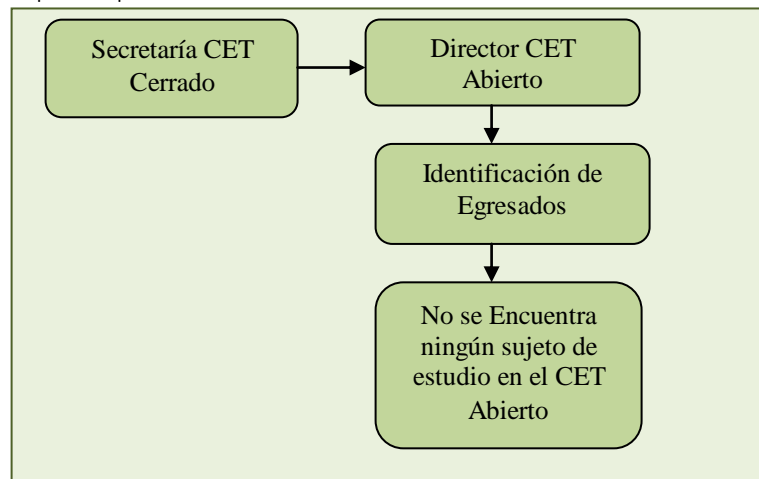 Secretaría CET
Cerrado
Director CET
Abierto
Identificación de
Egresados
No se Encuentra
ningún sujeto de
estudio en el CET
Abierto